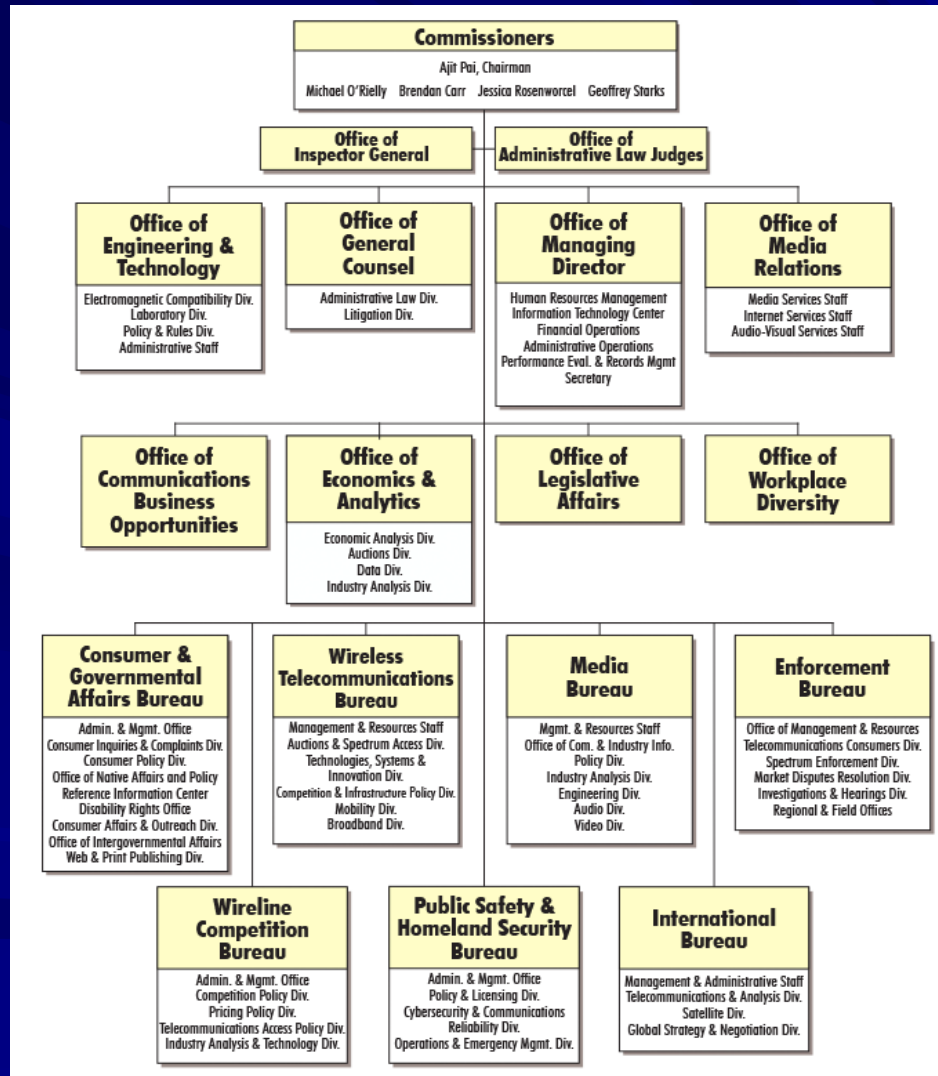 Commissioners
Ajit Pai, Chairman
Michael O'Rielly Brendan Carr Jessica Rosenworcel Geoffrey Starks
Office of
Inspector General
Office of
Administrative Law Judges
Office of
Engineering &
Technology
Electromagnetic Compatibility Div.
Laboratory Div.
Policy & Rules Div.
Administrative Staff
Office of
General
Counsel
Administrative Law Div.
Litigation Div.
Office of
Managing
Director
Human Resources Management
Information Technology Center
Financial Operations
Administrative Operations
Performance Eval. & Records Mgmt
Secretary
Office of
Media
Relations
Media Services Staff
Internet Services Staff
Audio-Visual Services Staff
Office of
Communications
Business
Opportunities
Office of
Economics &
Analytics
Economic Analysis Div.
Auctions Div.
Data Div.
Industry Analysis Div.
Office of
Legislative
Affairs
Office of
Workplace
Diversity
Consumer &
Governmental
Affairs Bureau
Admin. & Mgmt. Office
Consumer Inquiries & Complaints Div.
Consumer Policy Div.
Office of Native Affairs and Policy
Reference Information Center
Disability Rights Office
Consumer Affairs & Outreach Div.
Office of Intergovernmental Affairs
Web & Print Publishing Div.
Wireless
Telecommunications
Bureau
Management & Resources Staff
Auctions & Spectrum Access Div.
Technologies, Systems &
Innovation Div.
Competition & Infrastructure Policy Div.
Mobility Div.
Broadband Div.
Media
Bureau
Mgmt. & Resources Staff
Office of Com. & Industry Info.
Policy Div.
Industry Analysis Div.
Engineering Div.
Audio Div.
Video Div.
Enforcement
Bureau
Office of Management & Resources
Telecommunications Consumers Div.
Spectrum Enforcement Div.
Market Disputes Resolution Div.
Investigations & Hearings Div.
Regional & Field Offices
Wireline
Competition
Bureau
Admin. & Mgmt. Office
Competition Policy Div.
Pricing Policy Div.
Telecommunications Access Policy Div.
Industry Analysis & Technology Div.
Public Safety &
Homeland Security
Bureau
Admin. & Mgmt. Office
Policy & Licensing Div.
Cybersecurity & Communications
Reliability Div.
Operations & Emergency Mgmt. Div.
International
Bureau
Management & Administrative Staff
Telecommunications & Analysis Div.
Satellite Div.
Global Strategy & Negotiation Div.